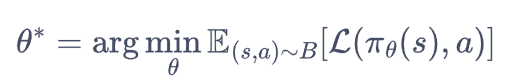 θ* = arg min_θ 𝔼_{(s,a)∼B}[ℒ(π_θ(s), a)]